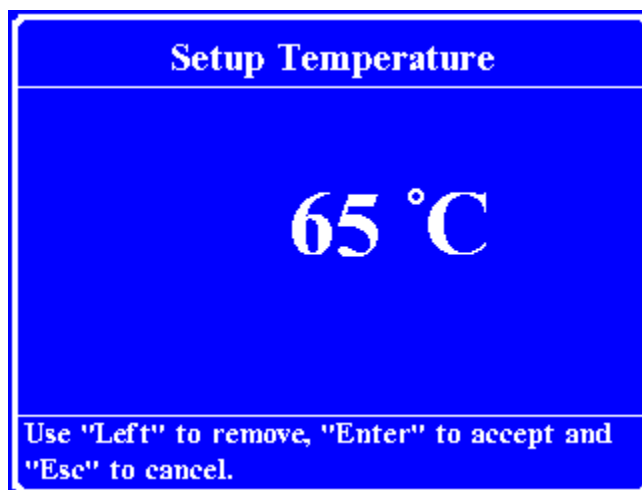 Setup Temperature
65 °C
Use "Left" to remove, "Enter" to accept and
"Esc" to cancel.